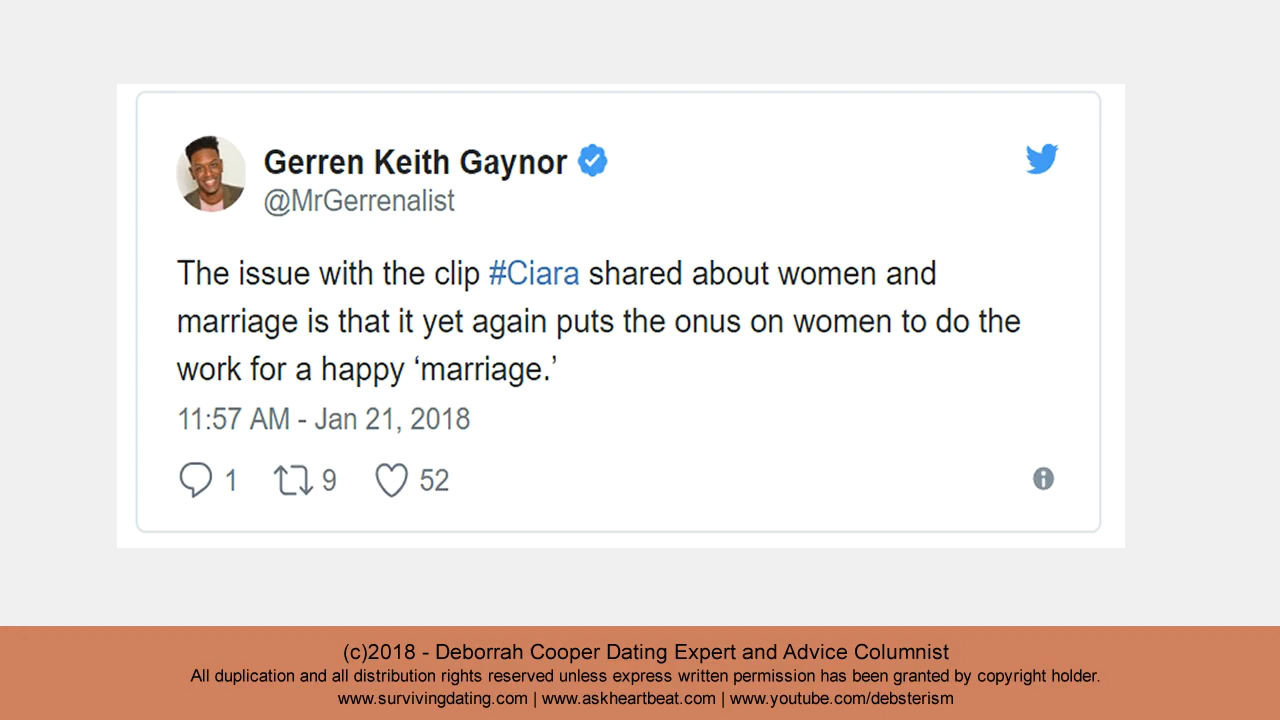 Gerren Keith Gaynor
@MrGerrenalist
The issue with the clip #Ciara shared about women and
marriage is that it yet again puts the onus on women to do the
work for a happy ‘marriage.’
11:57 AM - Jan 21, 2018
1 9 52
(c)2018 - Deborrah Cooper Dating Expert and Advice Columnist
All duplication and all distribution rights reserved unless express written permission has been granted by copyright holder.
www.survivingdating.com | www.askheartbeat.com | www.youtube.com/debsterism